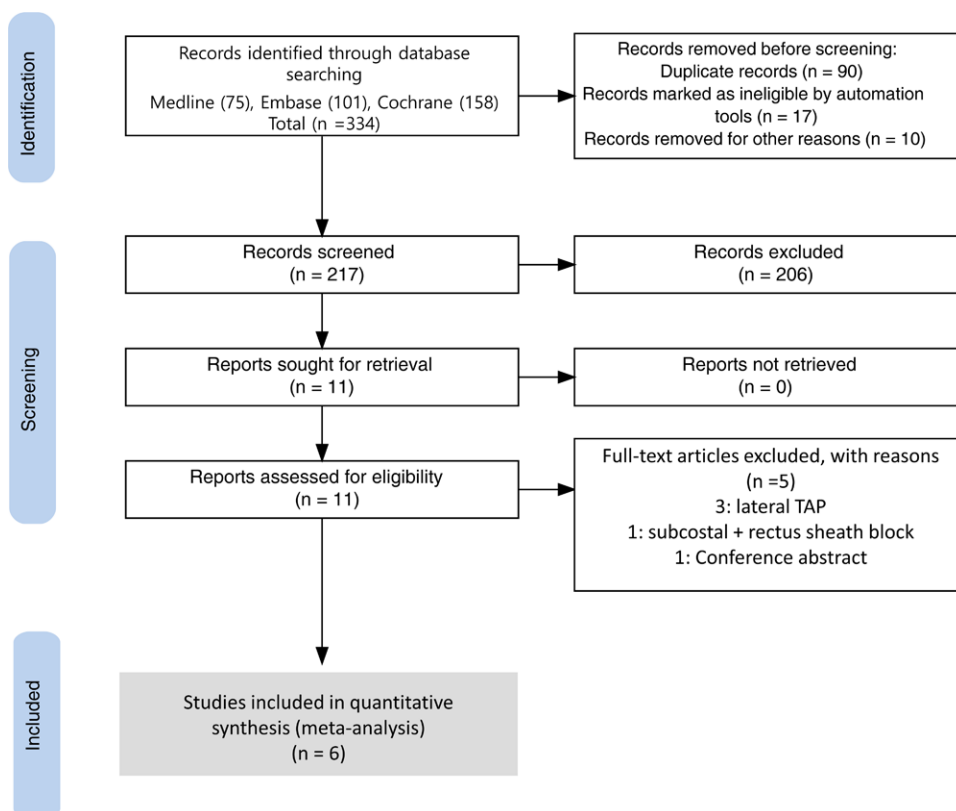 Identification
Records identified through database
searching
Medline (75), Embase (101), Cochrane (158)
Total (n =334)
Records removed before screening:
Duplicate records (n = 90)
Records marked as ineligible by automation
tools (n = 17)
Records removed for other reasons (n = 10)
Screening
Records screened
(n = 217)
Records excluded
(n = 206)
Reports sought for retrieval
(n = 11)
Reports not retrieved
(n = 0)
Reports assessed for eligibility
(n = 11)
Full-text articles excluded, with reasons
(n =5)
3: lateral TAP
1: subcostal + rectus sheath block
1: Conference abstract
Included
Studies included in quantitative
synthesis (meta-analysis)
(n = 6)